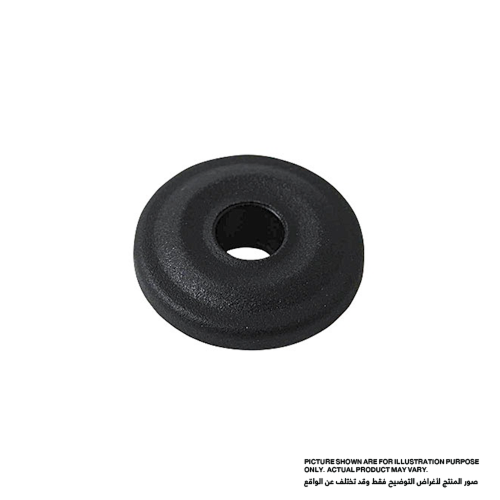 PICTURE SHOWN ARE FOR ILLUSTRATION PURPOSE
ONLY. ACTUAL PRODUCT MAY VARY.
صور المنتج لأغراض التوضيح فقط وقد تختلف عن الواقع